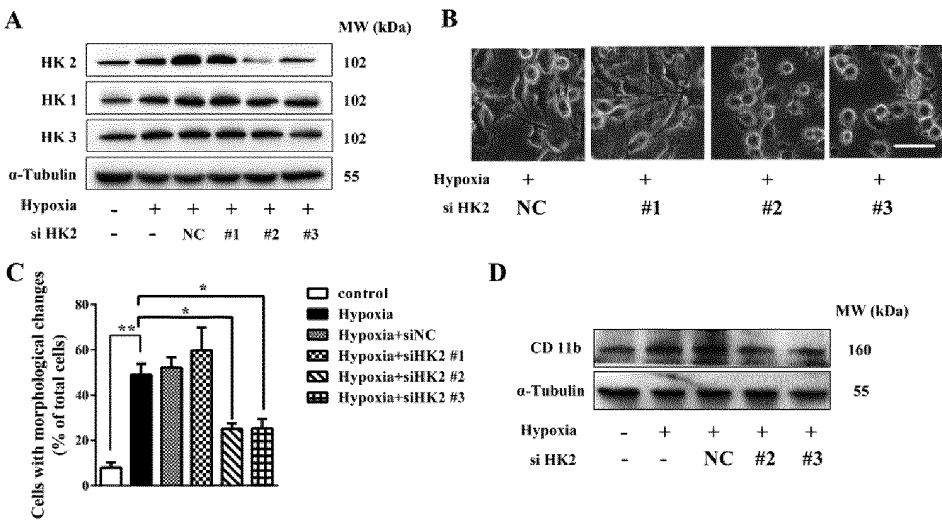 A
MW (kDa)
HK 2
102
HK 1
102
HK 3
102
α-Tubulin
55
Hypoxia - + + + + +
si HK2 - - NC #1 #2 #3
B
Hypoxia + + + +
si HK2 NC #1 #2 #3
C
Cells with morphological changes
(% of total cells)
80
60
40
20
0
**
*
*
control
Hypoxia
Hypoxia+siNC
Hypoxia+siHK2 #1
Hypoxia+siHK2 #2
Hypoxia+siHK2 #3
D
MW (kDa)
CD 11b
160
α-Tubulin
55
Hypoxia - + + + +
si HK2 - - NC #2 #3